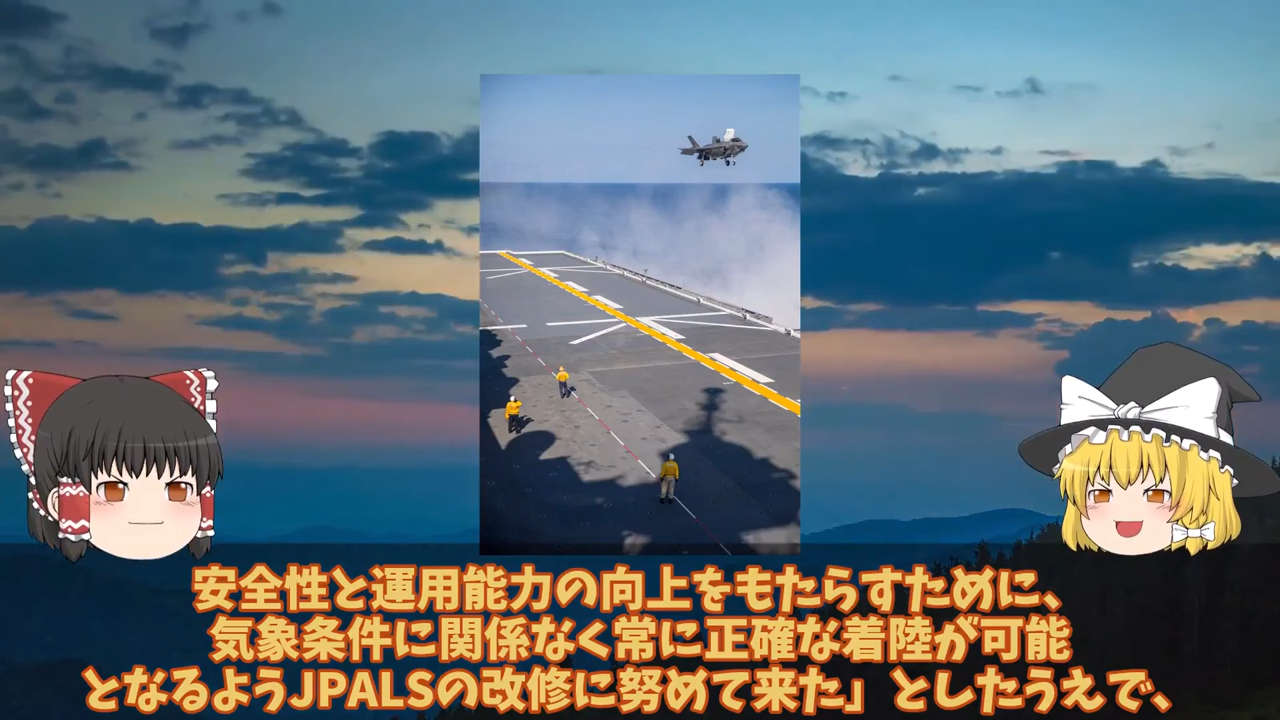 安全性と運用能力の向上をもたらすために、
気象条件に関係なく常に正確な着陸が可能
となるようJPALSの改修に努めて来た」としたうえで、